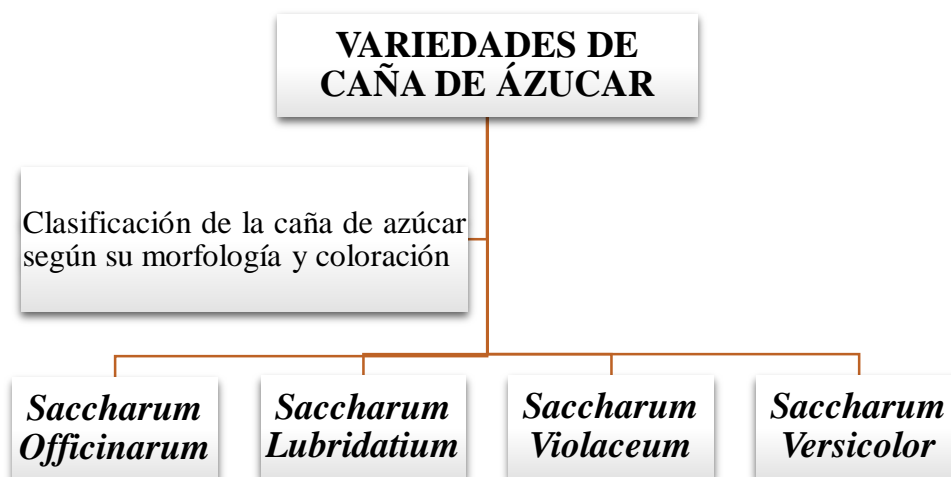 VARIEDADES DE
CAÑA DE ÁZUCAR
Clasificación de la caña de azúcar
según su morfología y coloración
Saccharum
Officinarum
Saccharum
Lubridatium
Saccharum
Violaceum
Saccharum
Versicolor